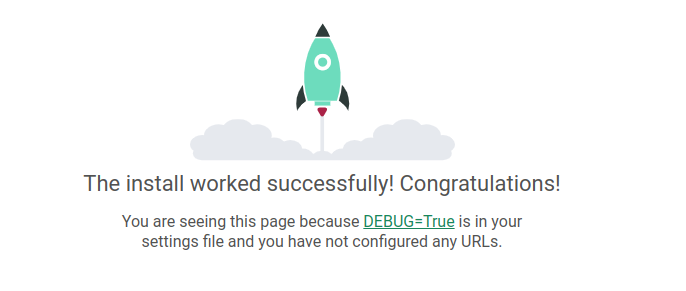 The install worked successfully! Congratulations!
You are seeing this page because DEBUG=True is in your
settings file and you have not configured any URLs.